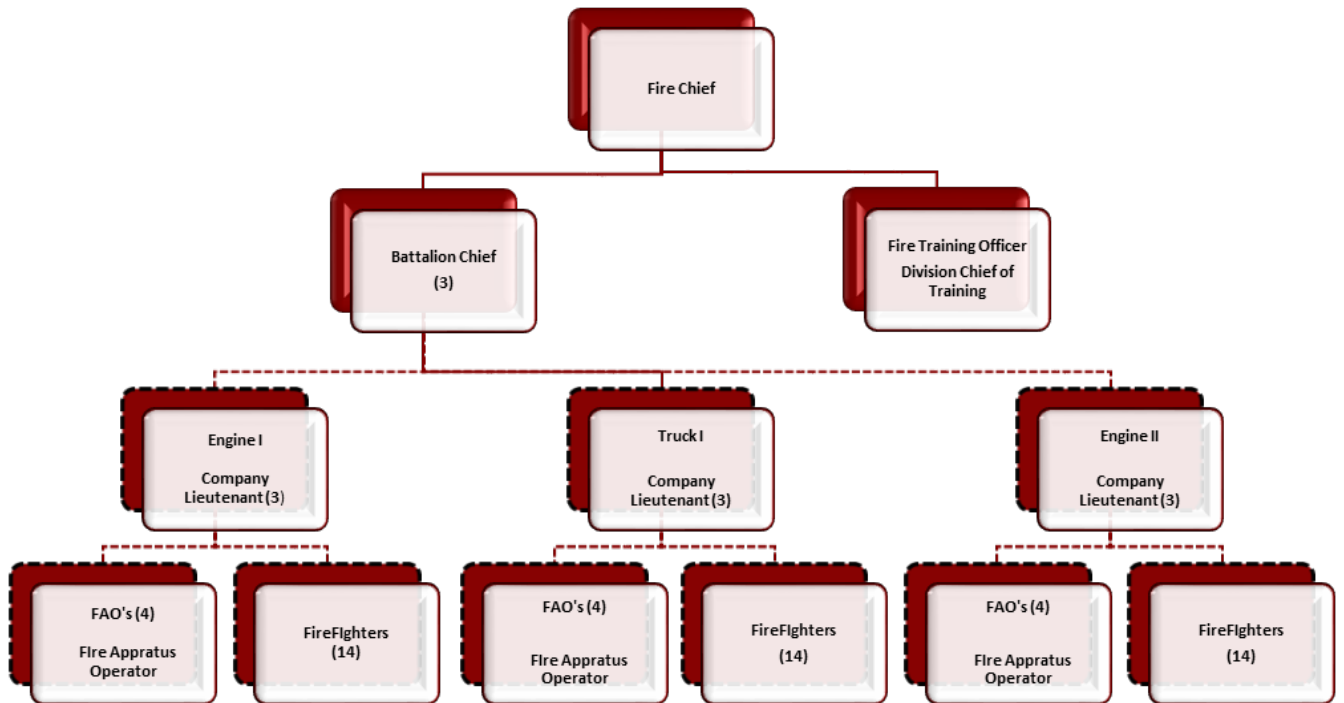 Fire Chief
Battalion Chief
(3)
Fire Training Officer
Division Chief of
Training
Engine I
Company
Lieutenant (3)
Truck I
Company
Lieutenant (3)
Engine II
Company
Lieutenant (3)
FAO's (4)
FIre Appratus
Operator
FireFIghters
(14)
FAO's (4)
FIre Appratus
Operator
FireFIghters
(14)
FAO's (4)
FIre Appratus
Operator
FireFIghters
(14)